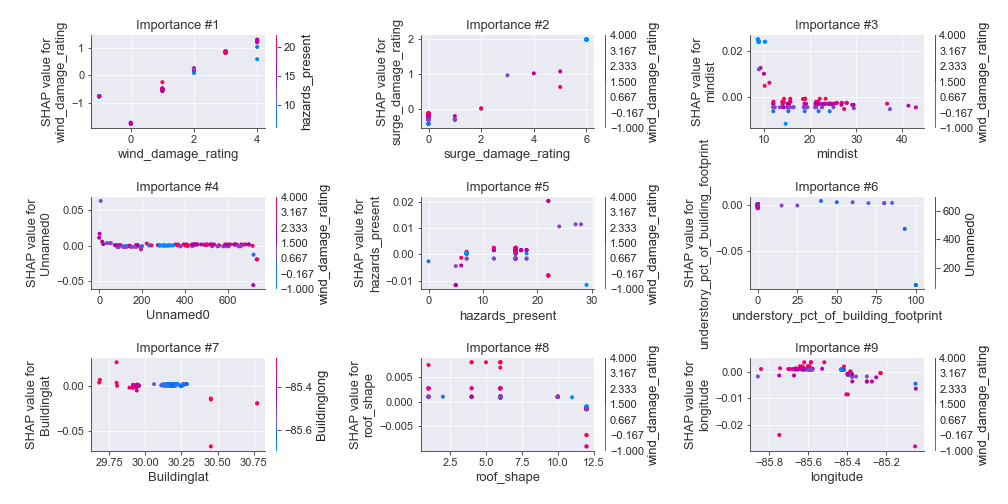 Importance #1
SHAP value for
wind_damage_rating
1
0
−1
0
2
4
wind_damage_rating
20
15
10
hazards_present
Importance #2
SHAP value for
surge_damage_rating
2
1
0
0
2
4
6
surge_damage_rating
4.000
3.167
2.333
1.500
0.667
−0.167
−1.000
wind_damage_rating
Importance #3
SHAP value for
mindist
0.02
0.00
10
20
30
40
mindist
4.000
3.167
2.333
1.500
0.667
−0.167
−1.000
wind_damage_rating
Importance #4
SHAP value for
Unnamed0
0.05
0.00
−0.05
0
200
400
600
Unnamed0
4.000
3.167
2.333
1.500
0.667
−0.167
−1.000
wind_damage_rating
Importance #5
SHAP value for
hazards_present
0.02
0.01
0.00
−0.01
0
10
20
30
hazards_present
4.000
3.167
2.333
1.500
0.667
−0.167
−1.000
wind_damage_rating
Importance #6
SHAP value for
understory_pct_of_building_footprint
0.00
−0.05
0
25
50
75
100
understory_pct_of_building_footprint
600
400
200
Unnamed0
Importance #7
SHAP value for
Buildinglat
0.00
−0.05
29.75
30.00
30.25
30.50
30.75
Buildinglat
−85.4
−85.6
Buildinglong
Importance #8
SHAP value for
roof_shape
0.005
0.000
−0.005
2.5
5.0
7.5
10.0
12.5
roof_shape
4.000
3.167
2.333
1.500
0.667
−0.167
−1.000
wind_damage_rating
Importance #9
SHAP value for
longitude
0.00
−0.01
−0.02
−85.8
−85.6
−85.4
−85.2
longitude
4.000
3.167
2.333
1.500
0.667
−0.167
−1.000
wind_damage_rating